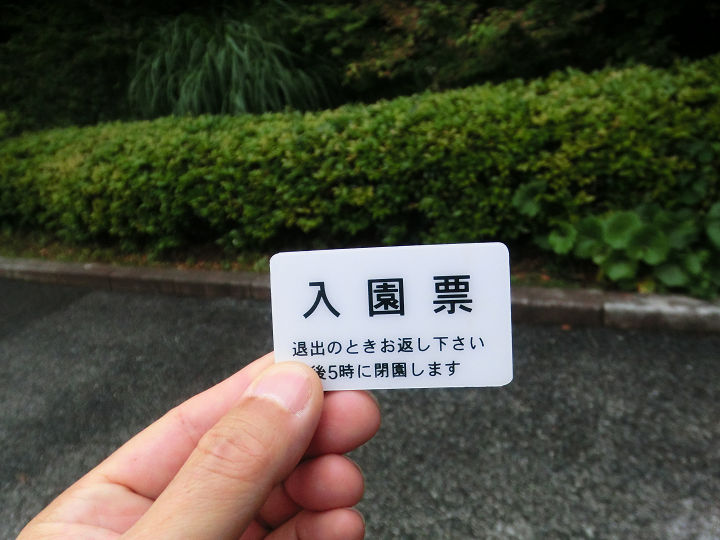 入園票
退出のときお返し下さい
後5時に閉園します